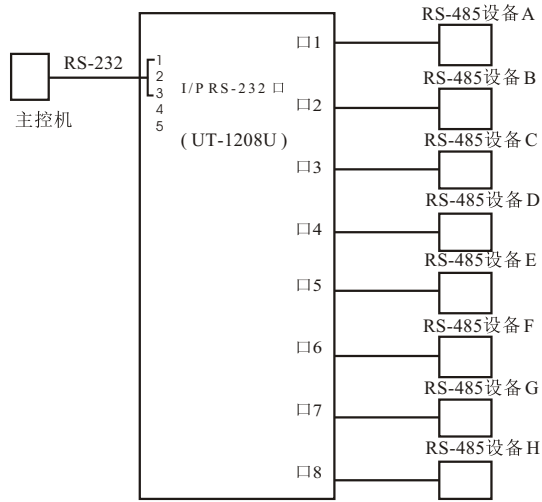 RS-485设备A
口1
RS-232
1
2
3
4
5
I/P RS-232 口
RS-485设备B
口2
主控机
(UT-1208U)
RS-485设备C
口3
RS-485设备D
口4
RS-485设备E
口5
RS-485设备F
口6
RS-485设备G
口7
RS-485设备H
口8